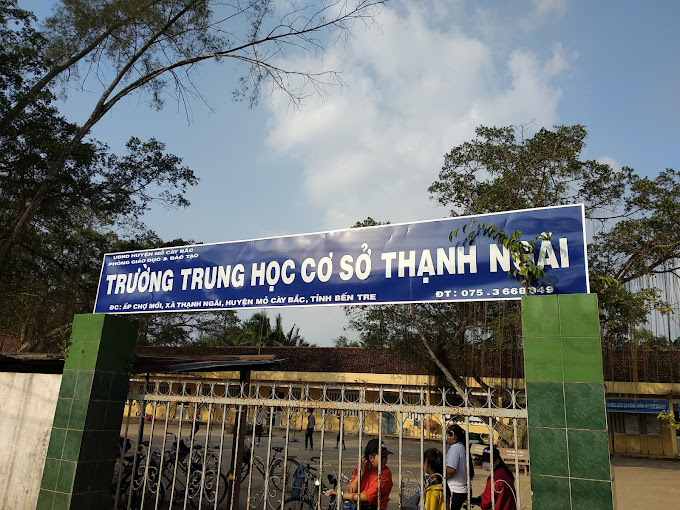 UBND HUYỆN MỎ CÀY BẮC
PHÒNG GIÁO DỤC & ĐÀO TẠO
TRƯỜNG TRUNG HỌC CƠ SỞ THẠNH NGÃI
ĐC: ẤP CHỢ MỚI, XÃ THẠNH NGÃI, HUYỆN MỎ CÀY BẮC, TỈNH BẾN TRE
ĐT: 075.3 668049